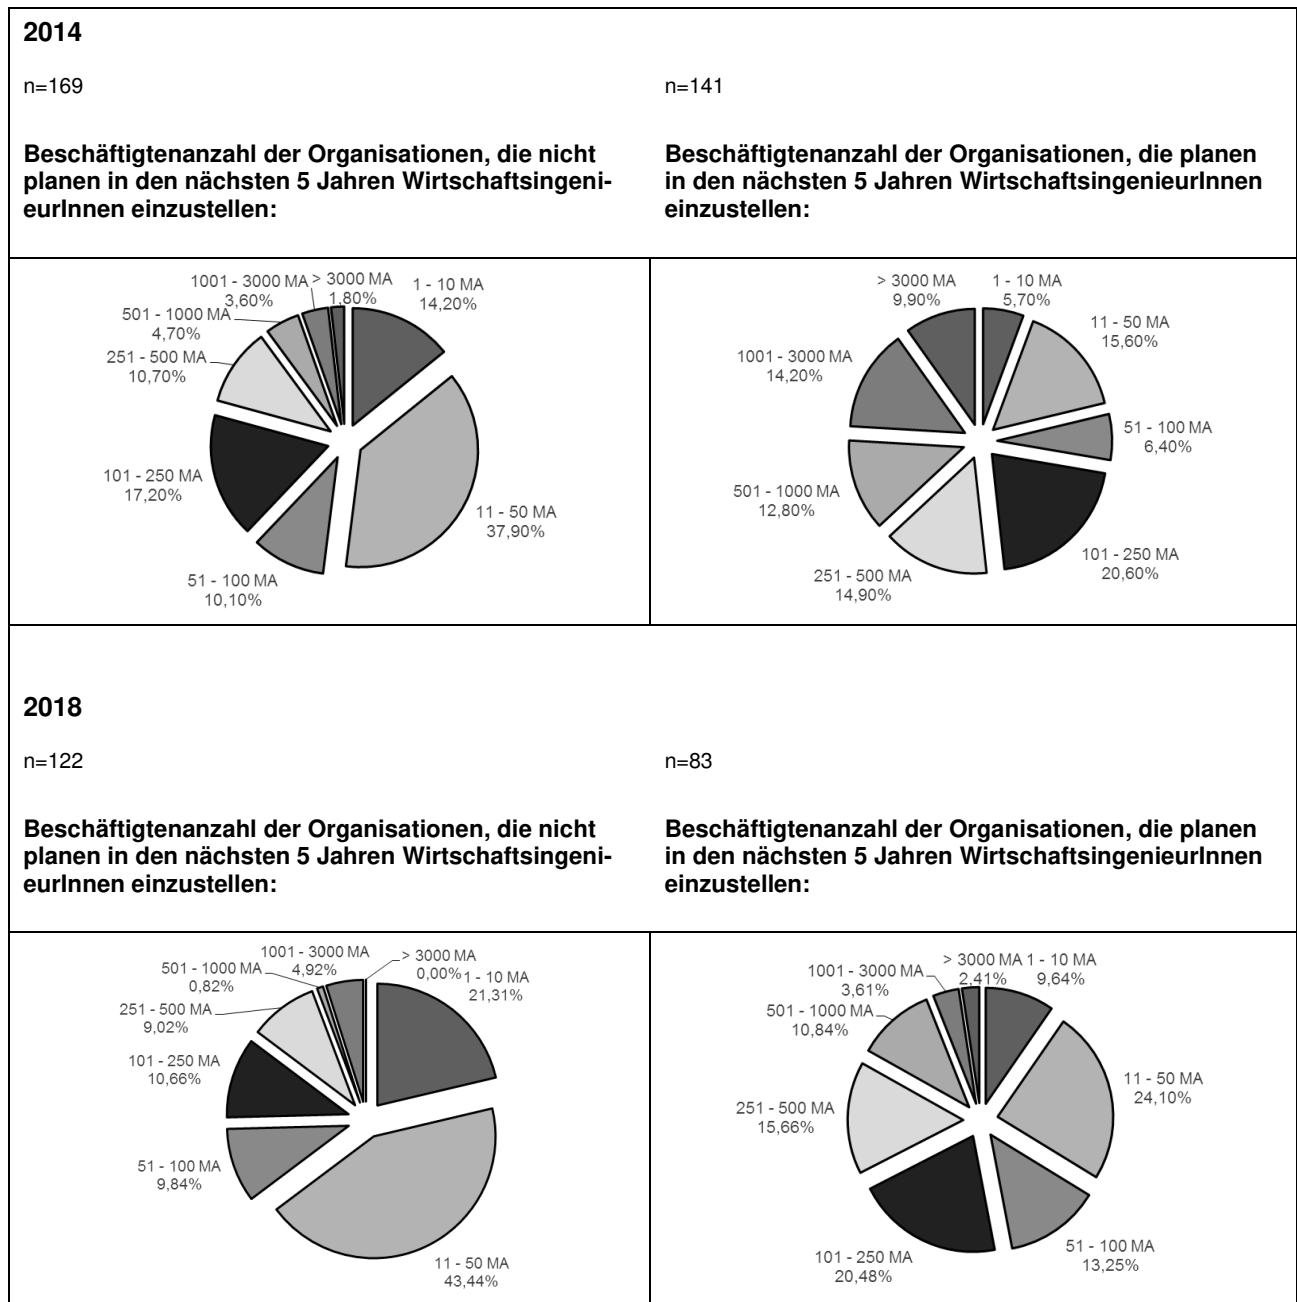 2014
n=169
n=141
Beschäftigtenanzahl der Organisationen, die nicht
planen in den nächsten 5 Jahren Wirtschaftsingeni-
eurInnen einzustellen:
Beschäftigtenanzahl der Organisationen, die planen
in den nächsten 5 Jahren WirtschaftsingenieurInnen
einzustellen:
1001 - 3000 MA
3,60%
> 3000 MA
1,80%
1 - 10 MA
14,20%
501 - 1000 MA
4,70%
251 - 500 MA
10,70%
101 - 250 MA
17,20%
11 - 50 MA
37,90%
51 - 100 MA
10,10%
> 3000 MA
9,90%
1 - 10 MA
5,70%
11 - 50 MA
15,60%
1001 - 3000 MA
14,20%
51 - 100 MA
6,40%
501 - 1000 MA
12,80%
101 - 250 MA
20,60%
251 - 500 MA
14,90%
2018
n=122
n=83
Beschäftigtenanzahl der Organisationen, die nicht
planen in den nächsten 5 Jahren Wirtschaftsingeni-
eurInnen einzustellen:
Beschäftigtenanzahl der Organisationen, die planen
in den nächsten 5 Jahren WirtschaftsingenieurInnen
einzustellen:
1001 - 3000 MA
4,92%
> 3000 MA
0,00%
1 - 10 MA
21,31%
501 - 1000 MA
0,82%
251 - 500 MA
9,02%
101 - 250 MA
10,66%
51 - 100 MA
9,84%
11 - 50 MA
43,44%
> 3000 MA
2,41%
1 - 10 MA
9,64%
1001 - 3000 MA
3,61%
501 - 1000 MA
10,84%
11 - 50 MA
24,10%
251 - 500 MA
15,66%
51 - 100 MA
13,25%
101 - 250 MA
20,48%